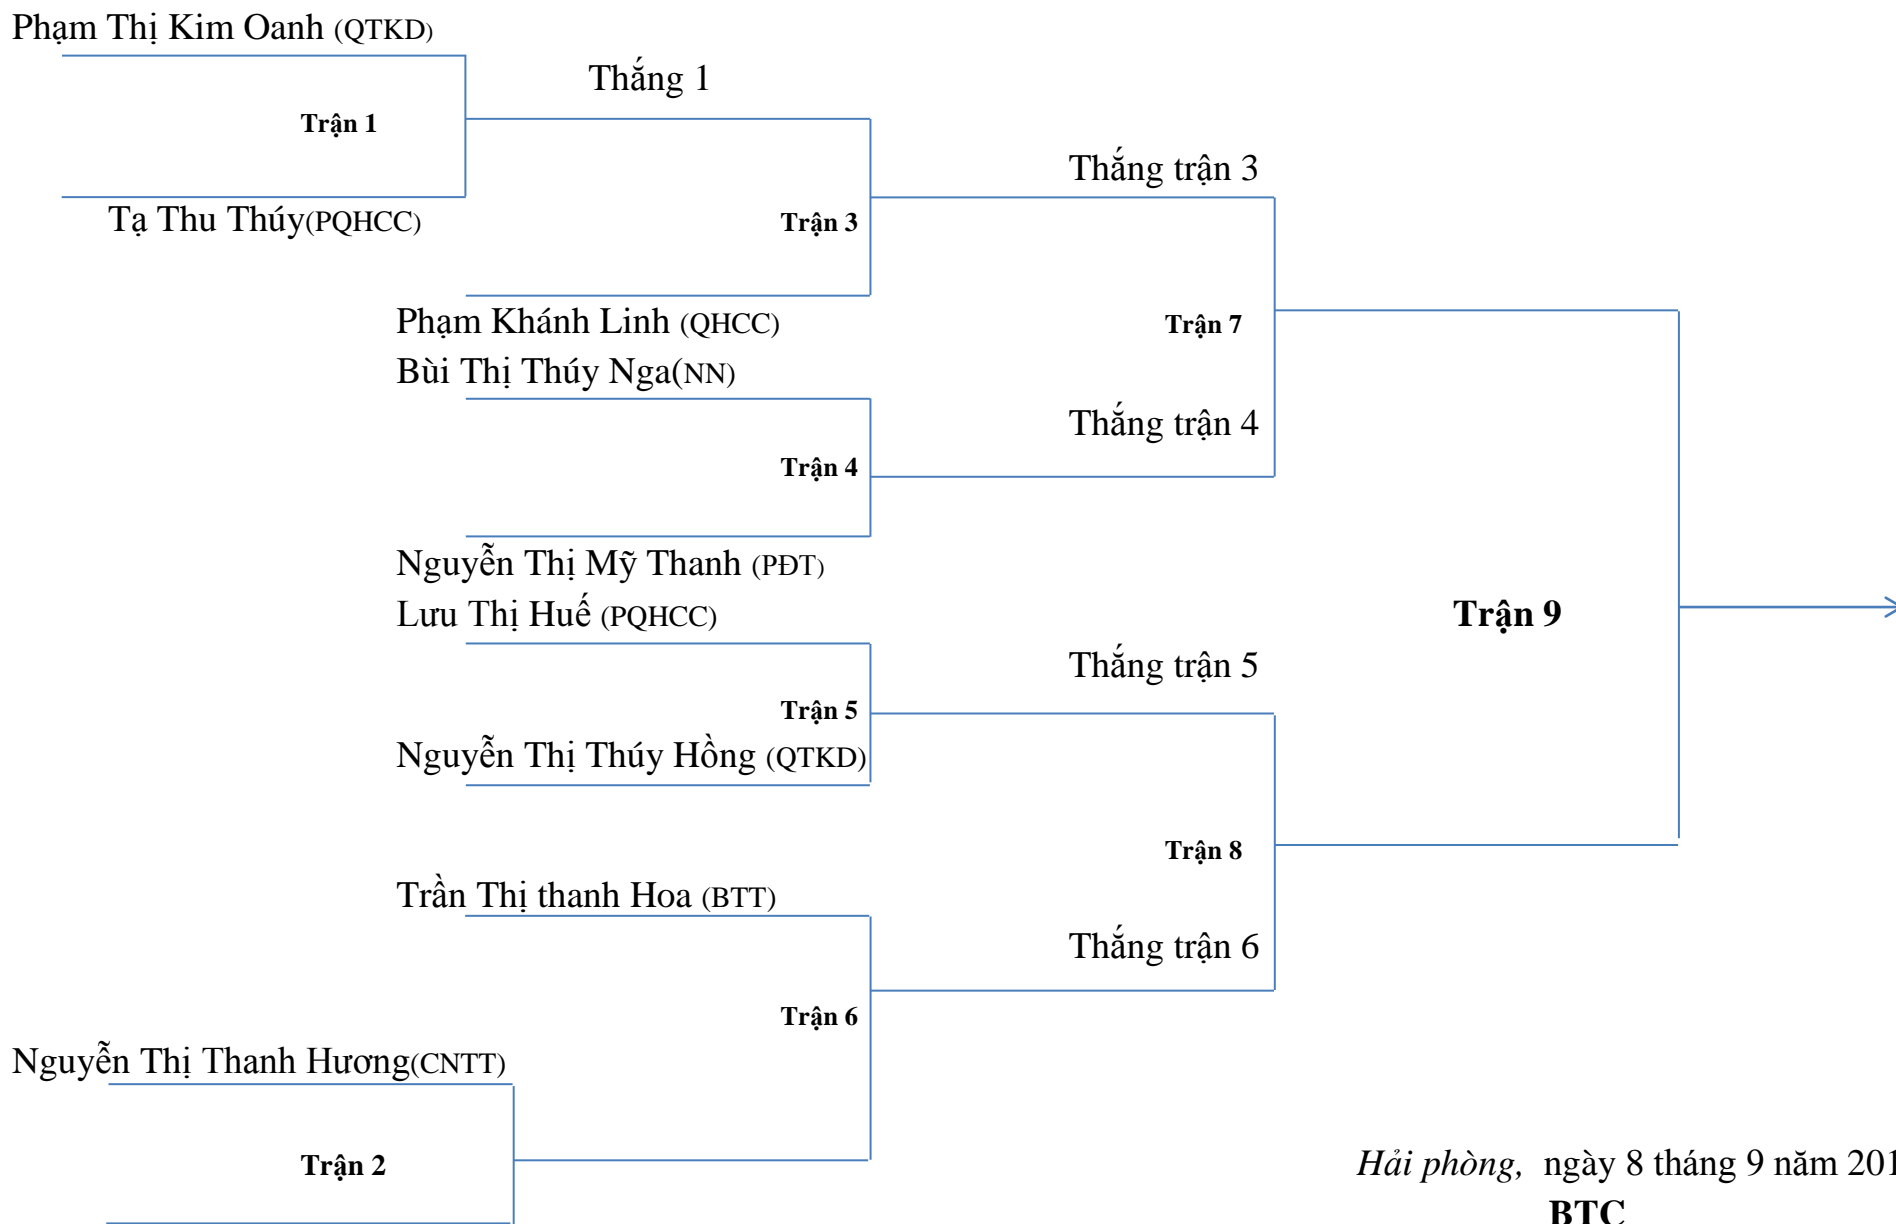 Phạm Thị Kim Oanh (QTKD)
Thắng 1
Trận 1
Thắng trận 3
Tạ Thu Thúy(PQHCC)
Trận 3
Phạm Khánh Linh (QHCC)
Trận 7
Bùi Thị Thúy Nga(NN)
Thắng trận 4
Trận 4
Nguyễn Thị Mỹ Thanh (PĐT)
Lưu Thị Huế (PQHCC)
Trận 9
Thắng trận 5
Trận 5
Nguyễn Thị Thúy Hồng (QTKD)
Trận 8
Trần Thị thanh Hoa (BTT)
Thắng trận 6
Trận 6
Nguyễn Thị Thanh Hương(CNTT)
Trận 2
Hải phòng, ngày 8 tháng 9 năm 201
BTC